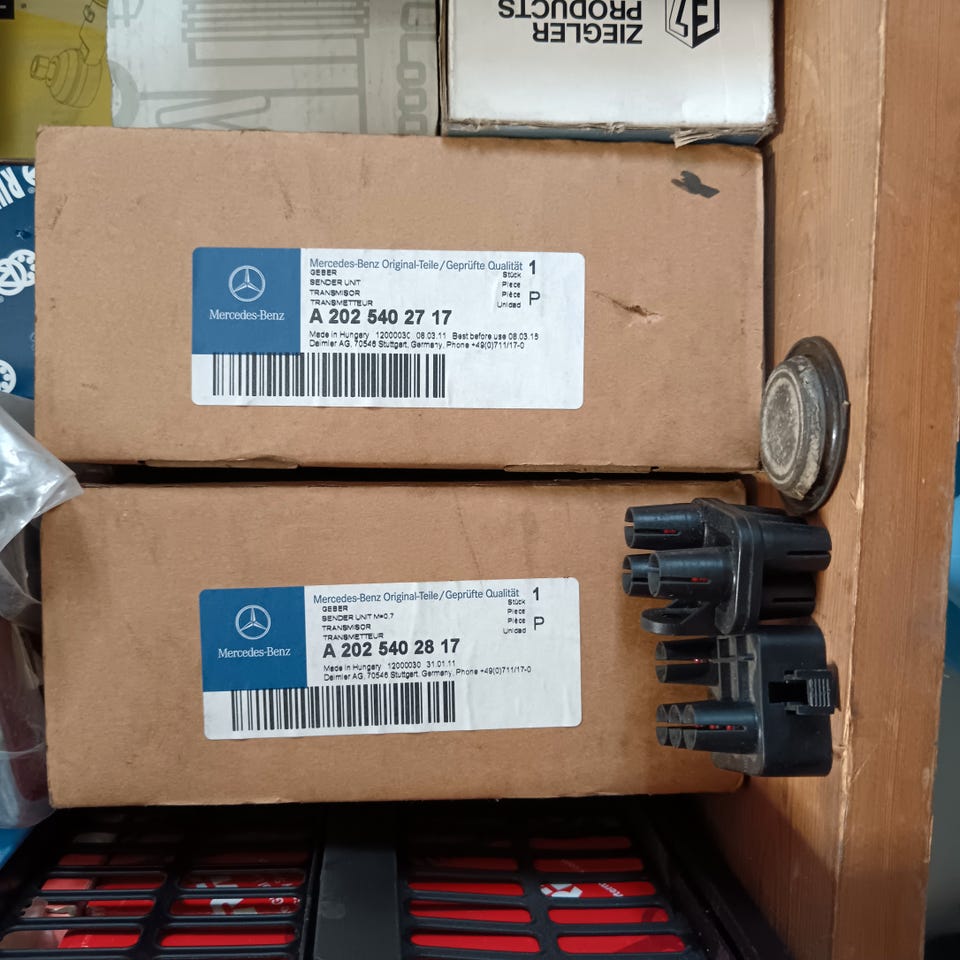 ZIEGLER
PRODUCTS
Mercedes-Benz
Mercedes-Benz Original-Teile/Geprüfte Qualität 1
GEBER
SENDER UNIT
TRANSMISOR
TRANSMETTEUR
Stück
Piece
Pièce
Unidad
P
A 202 540 27 17
Made in Hungary 1200003C 08.03.11 Best before use 08.03.16
Daimler AG, 70546 Stuttgart, Germany, Phone +49(0)711/17-0
Mercedes-Benz
Mercedes-Benz Original-Teile/Geprüfte Qualität 1
GEBER
SENDER UNIT M=0,7
TRANSMISOR
TRANSMETTEUR
Stück
Piece
Pièce
Unidad
P
A 202 540 28 17
Made in Hungary 12000030 31.01.11
Daimler AG, 70546 Stuttgart, Germany, Phone +49(0)711/17-0